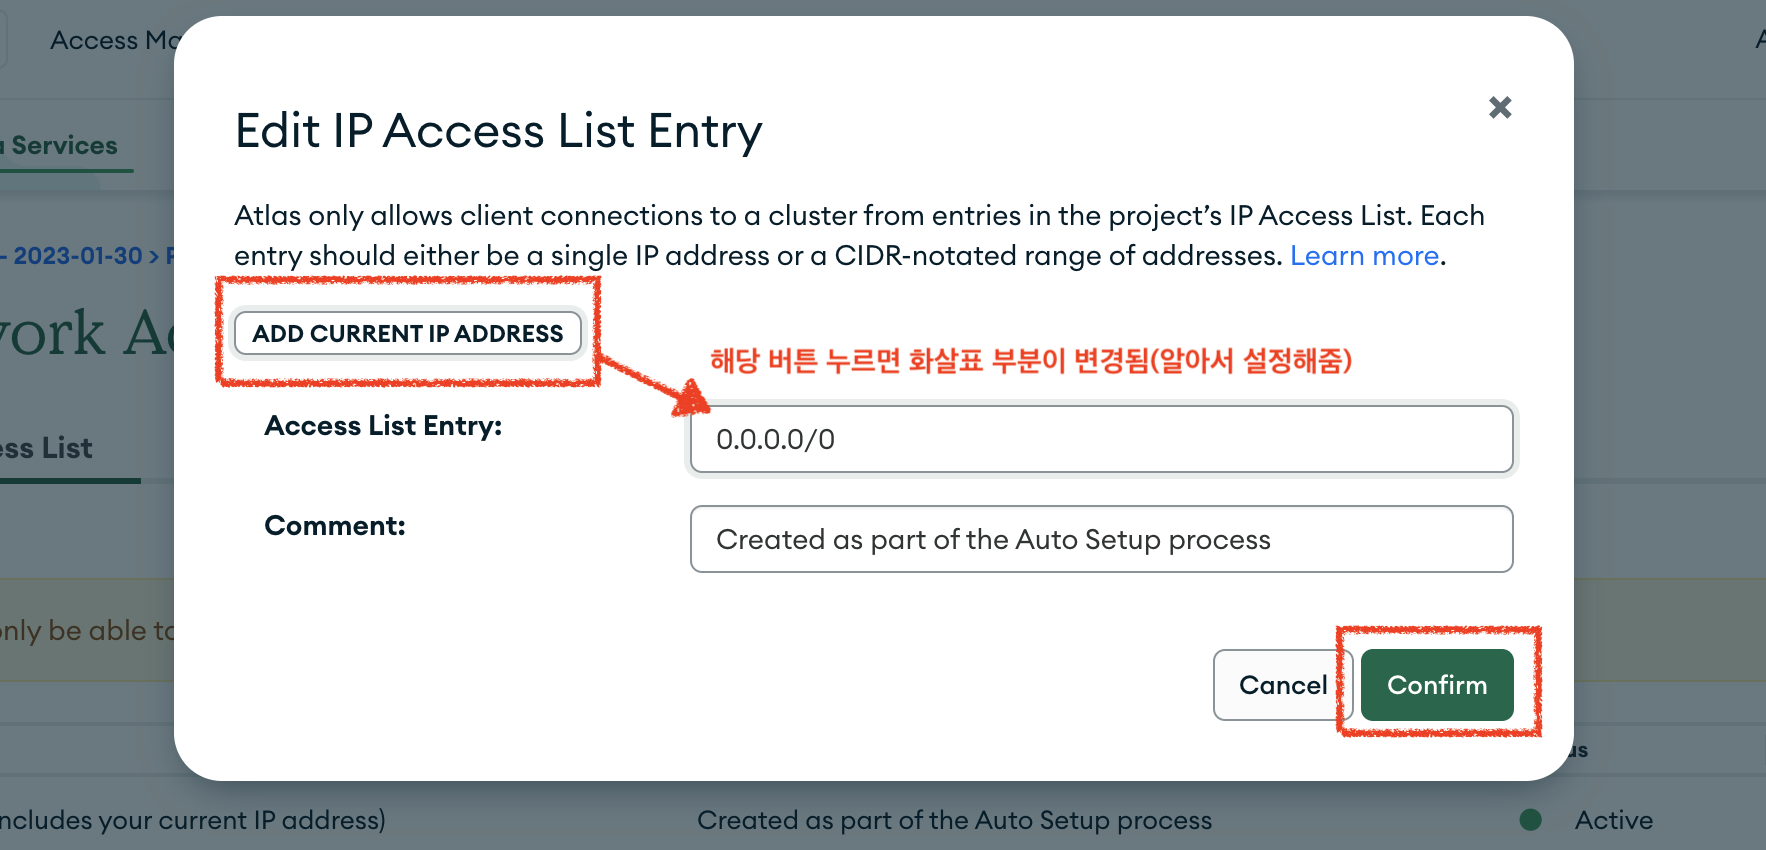 Access Ma
Services
- 2023-01-30 >
work Ac
ess List
only be able to
Edit IP Access List Entry
Atlas only allows client connections to a cluster from entries in the project's IP Access List. Each
entry should either be a single IP address or a CIDR-notated range of addresses. Learn more.
ADD CURRENT IP ADDRESS
해당 버튼 누르면 화살표 부분이 변경됨(알아서 설정해줌)
Access List Entry:
0.0.0.0/0
Comment:
Created as part of the Auto Setup process
Cancel
Confirm
us
ncludes your current IP address)
Created as part of the Auto Setup process
Active